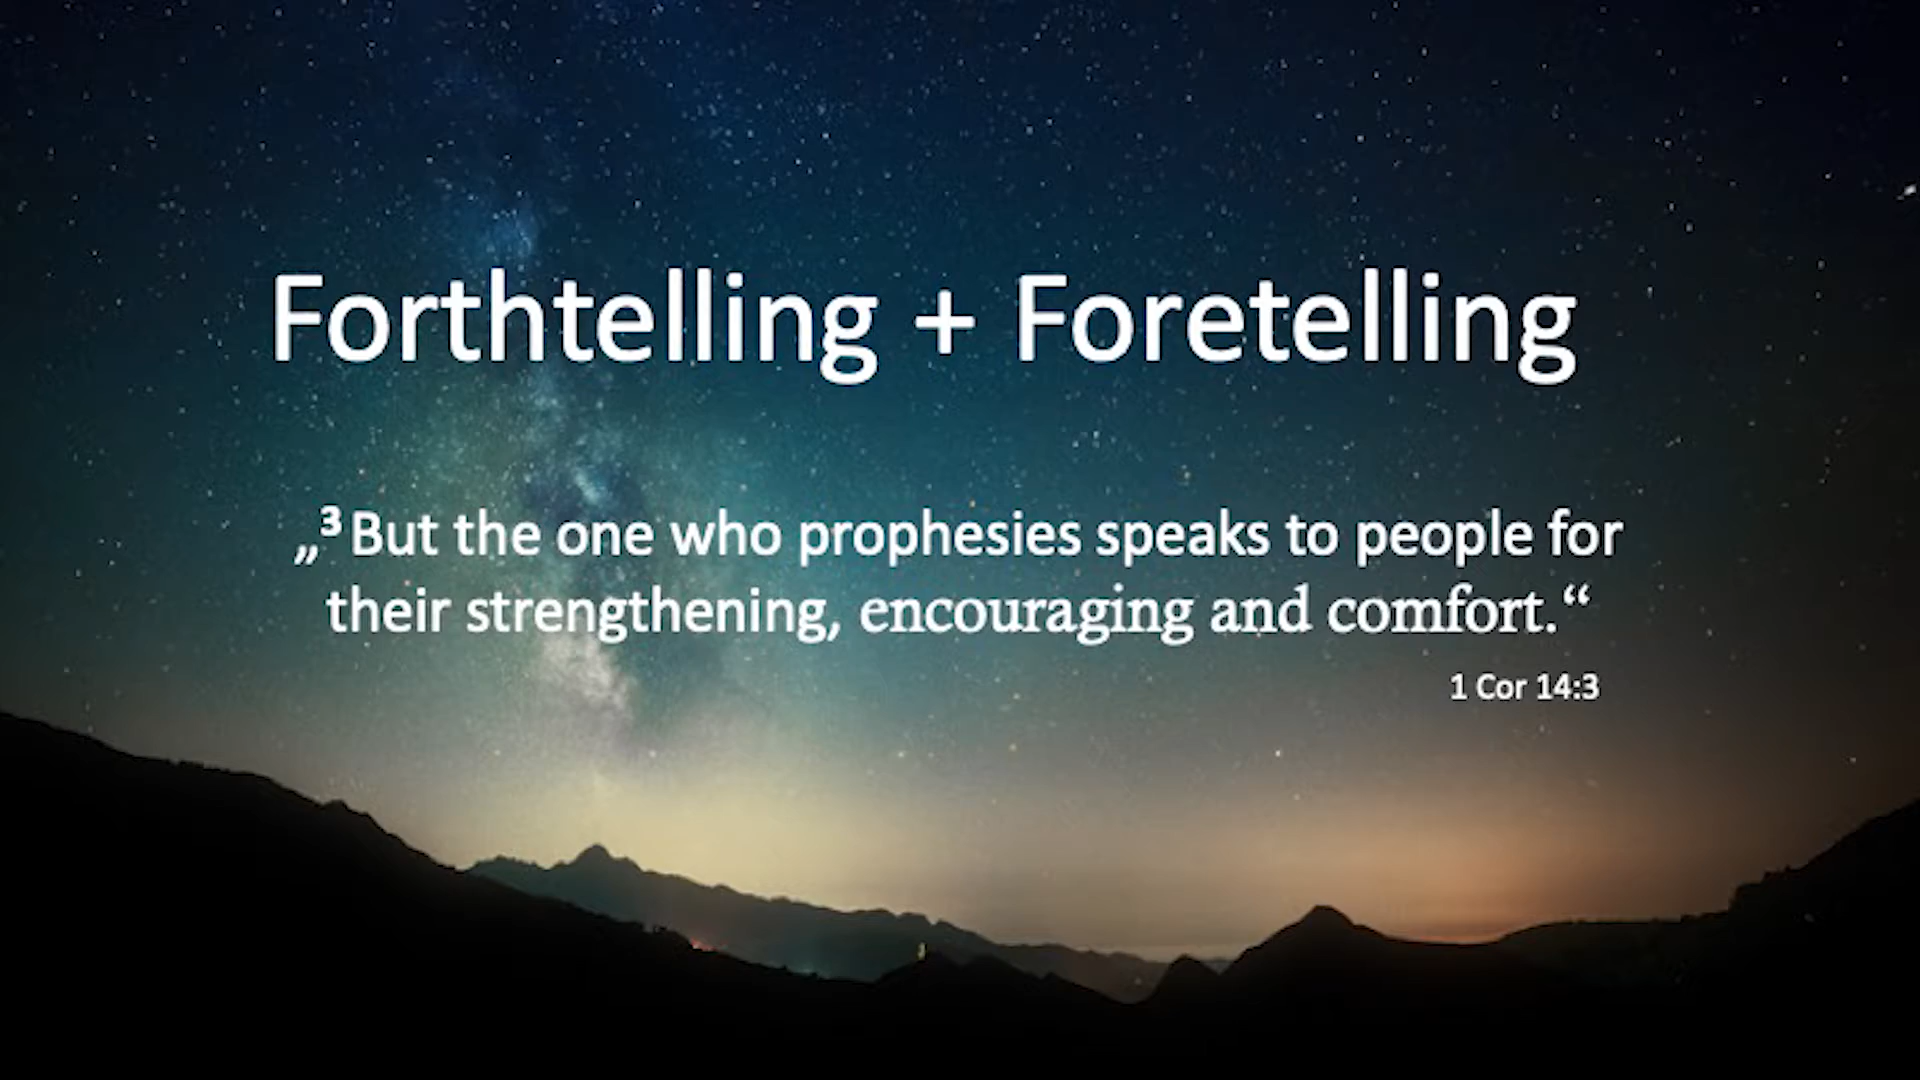 Forthtelling + Foretelling
„³ But the one who prophesies speaks to people for
their strengthening, encouraging and comfort.“
1 Cor 14:3